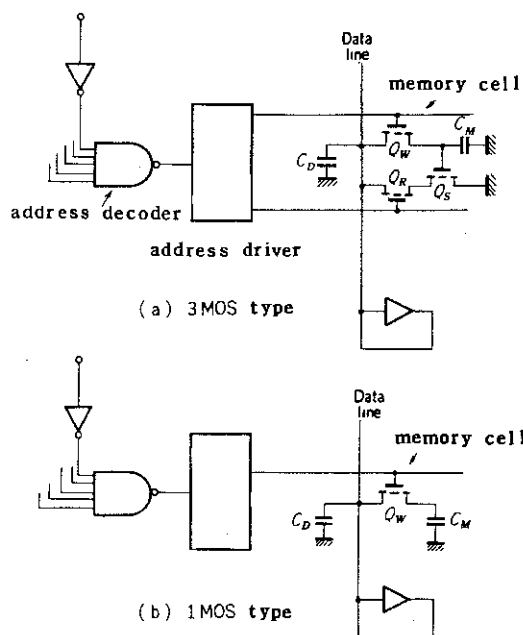 Data
line
memory cell
C_M
C_D
Q_W
Q_R
Q_S
address decoder
address driver
(a) 3MOS type
Data
line
memory cell
C_D
Q_W
C_M
(b) 1MOS type